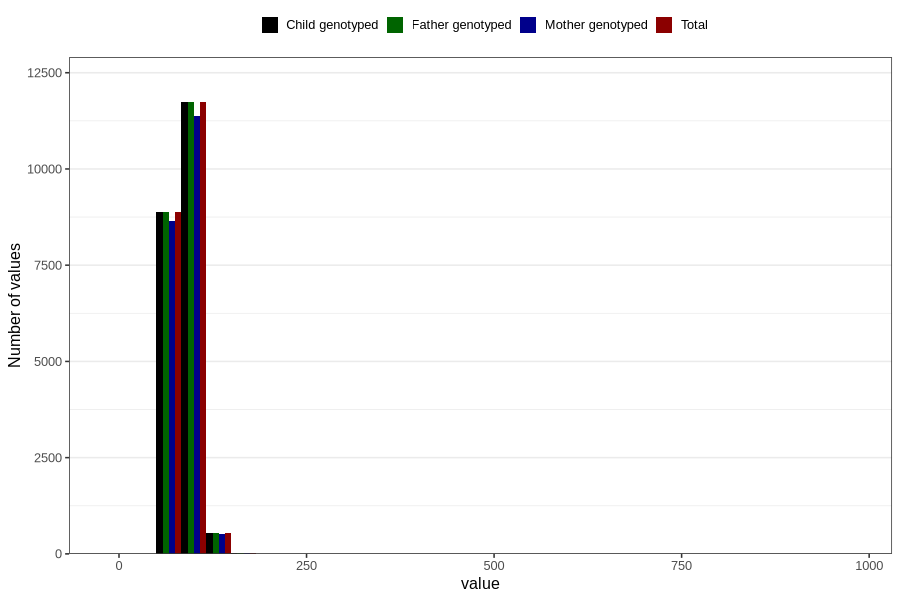 Child genotyped Father genotyped Mother genotyped Total
12500
10000
7500
5000
2500
0
Number of values
0 250 500 750 1000
value